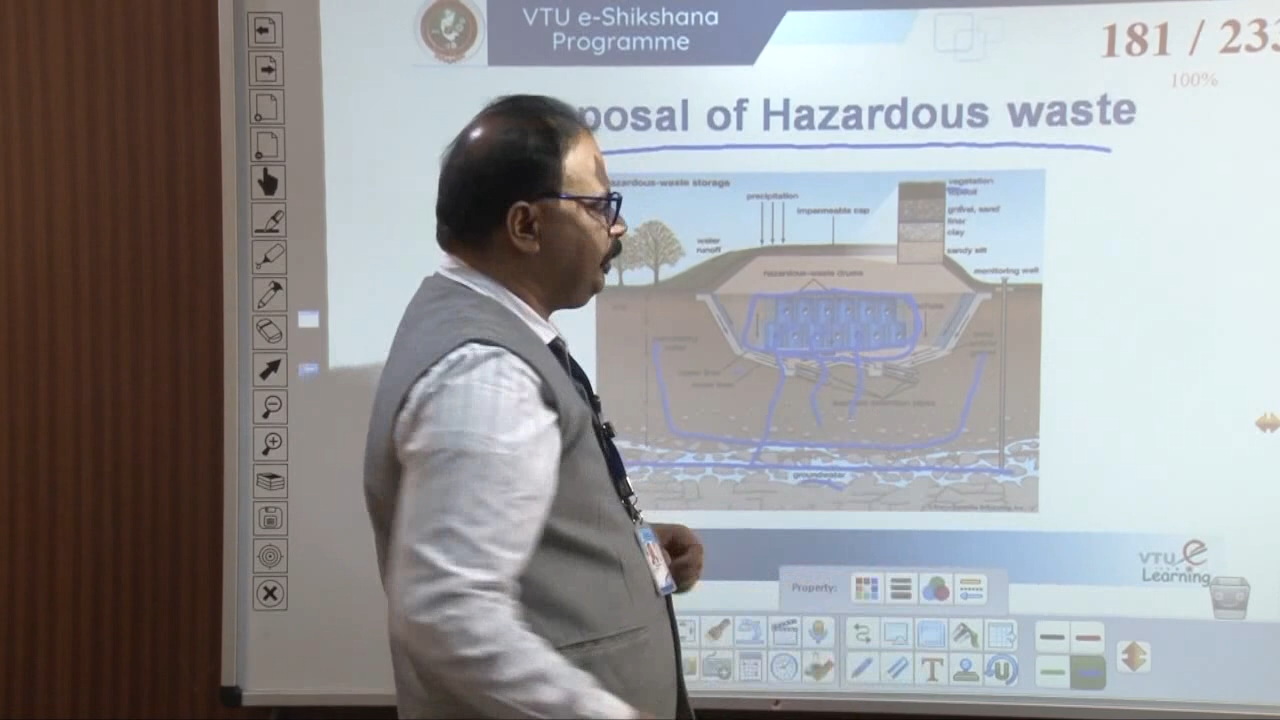 VTU e-Shikshana
Programme
181 / 233
100%
posal of Hazardous waste
hazardous-waste storage
vegetation
precipitation
topsoil
impermeable cap
gravel, sand
liner
clay
water
runoff
sandy silt
hazardous-waste drums
monitoring well
groundwater
VTU e
Learning
Property:
T